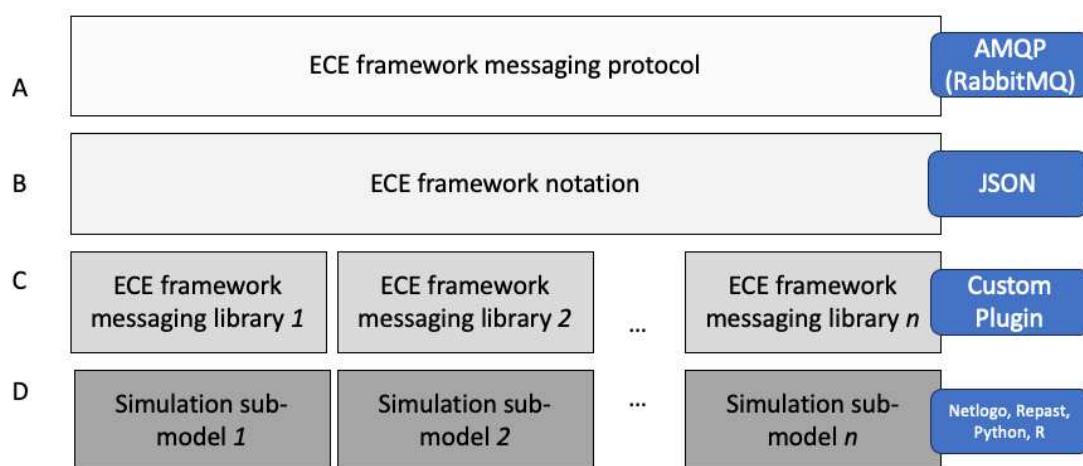 A
ECE framework messaging protocol
AMQP
(RabbitMQ)
B
ECE framework notation
JSON
C
ECE framework
messaging library 1
ECE framework
messaging library 2
...
ECE framework
messaging library n
Custom
Plugin
D
Simulation sub-
model 1
Simulation sub-
model 2
...
Simulation sub-
model n
Netlogo, Repast,
Python, R